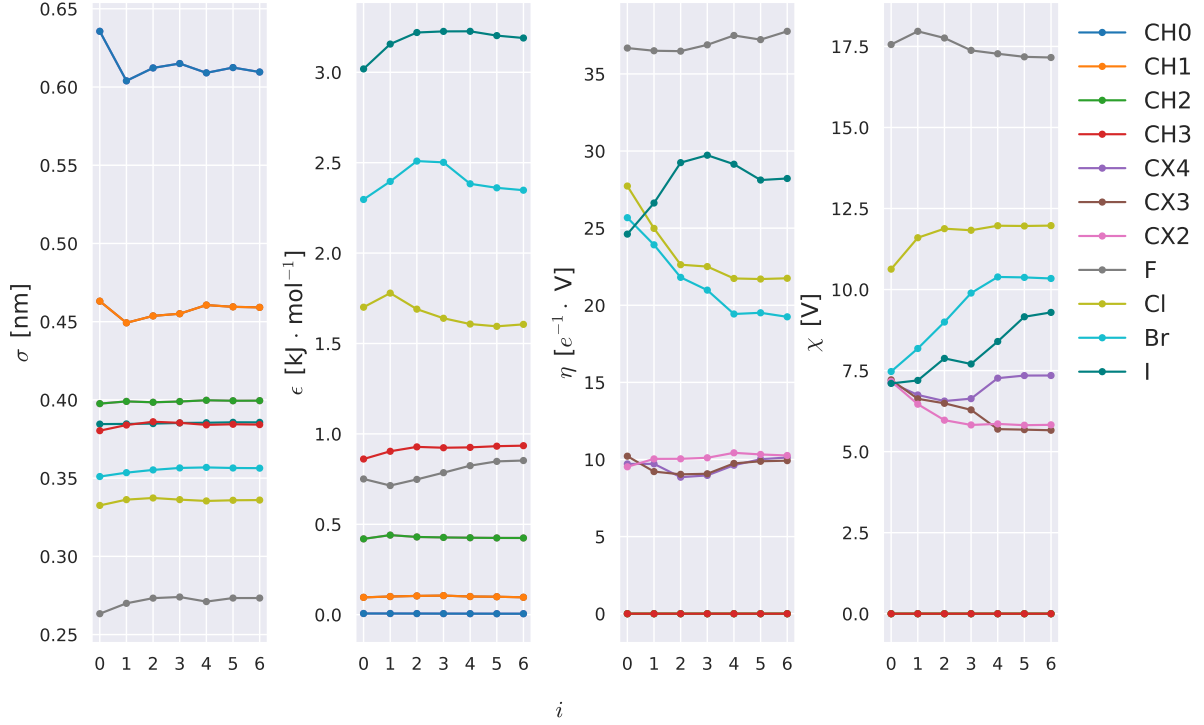 0.65
0.60
0.55
0.50
0.45
0.40
0.35
0.30
0.25
σ [nm]
0 1 2 3 4 5 6
3.0
2.5
2.0
1.5
1.0
0.5
0.0
ϵ [kJ · mol⁻¹]
0 1 2 3 4 5 6
35
30
25
20
15
10
5
0
η [e⁻¹ · V]
0 1 2 3 4 5 6
17.5
15.0
12.5
10.0
7.5
5.0
2.5
0.0
χ [V]
0 1 2 3 4 5 6
i
CH0
CH1
CH2
CH3
CX4
CX3
CX2
F
Cl
Br
I